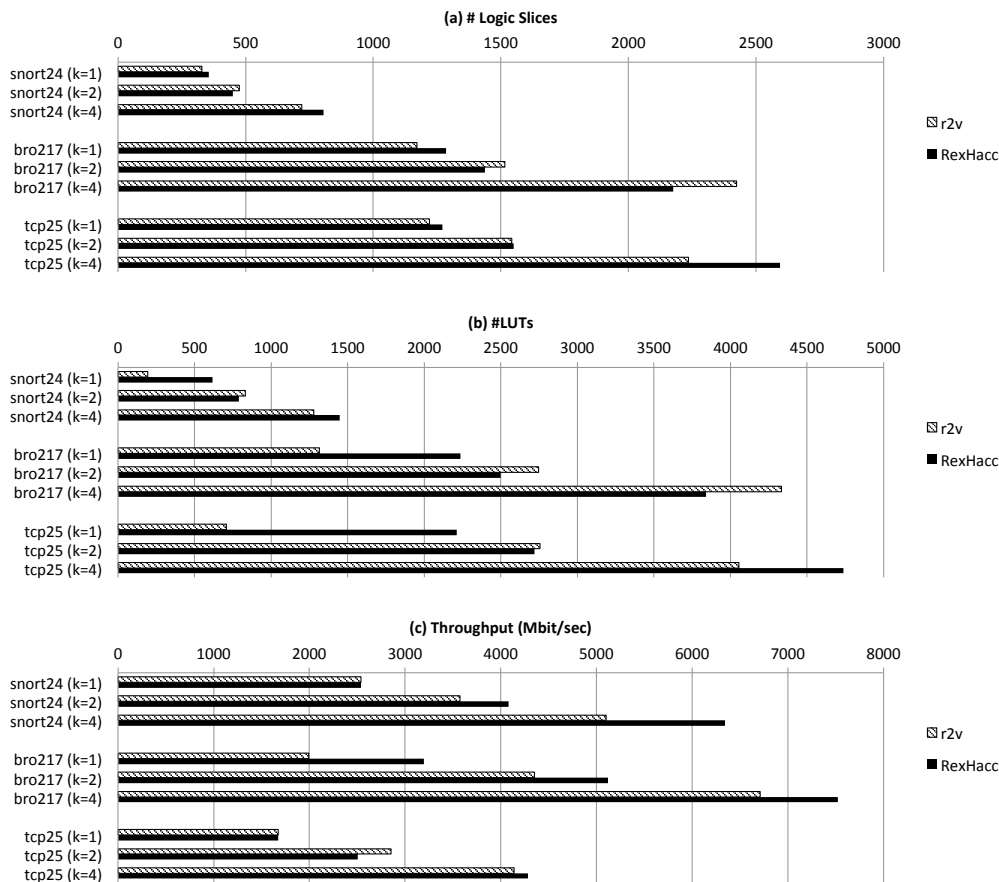 (a) # Logic Slices
0 500 1000 1500 2000 2500 3000
snort24 (k=1)
snort24 (k=2)
snort24 (k=4)
bro217 (k=1)
bro217 (k=2)
bro217 (k=4)
tcp25 (k=1)
tcp25 (k=2)
tcp25 (k=4)
r2v
RexHacc
(b) #LUTs
0 500 1000 1500 2000 2500 3000 3500 4000 4500 5000
snort24 (k=1)
snort24 (k=2)
snort24 (k=4)
bro217 (k=1)
bro217 (k=2)
bro217 (k=4)
tcp25 (k=1)
tcp25 (k=2)
tcp25 (k=4)
r2v
RexHacc
(c) Throughput (Mbit/sec)
0 1000 2000 3000 4000 5000 6000 7000 8000
snort24 (k=1)
snort24 (k=2)
snort24 (k=4)
bro217 (k=1)
bro217 (k=2)
bro217 (k=4)
tcp25 (k=1)
tcp25 (k=2)
tcp25 (k=4)
r2v
RexHacc